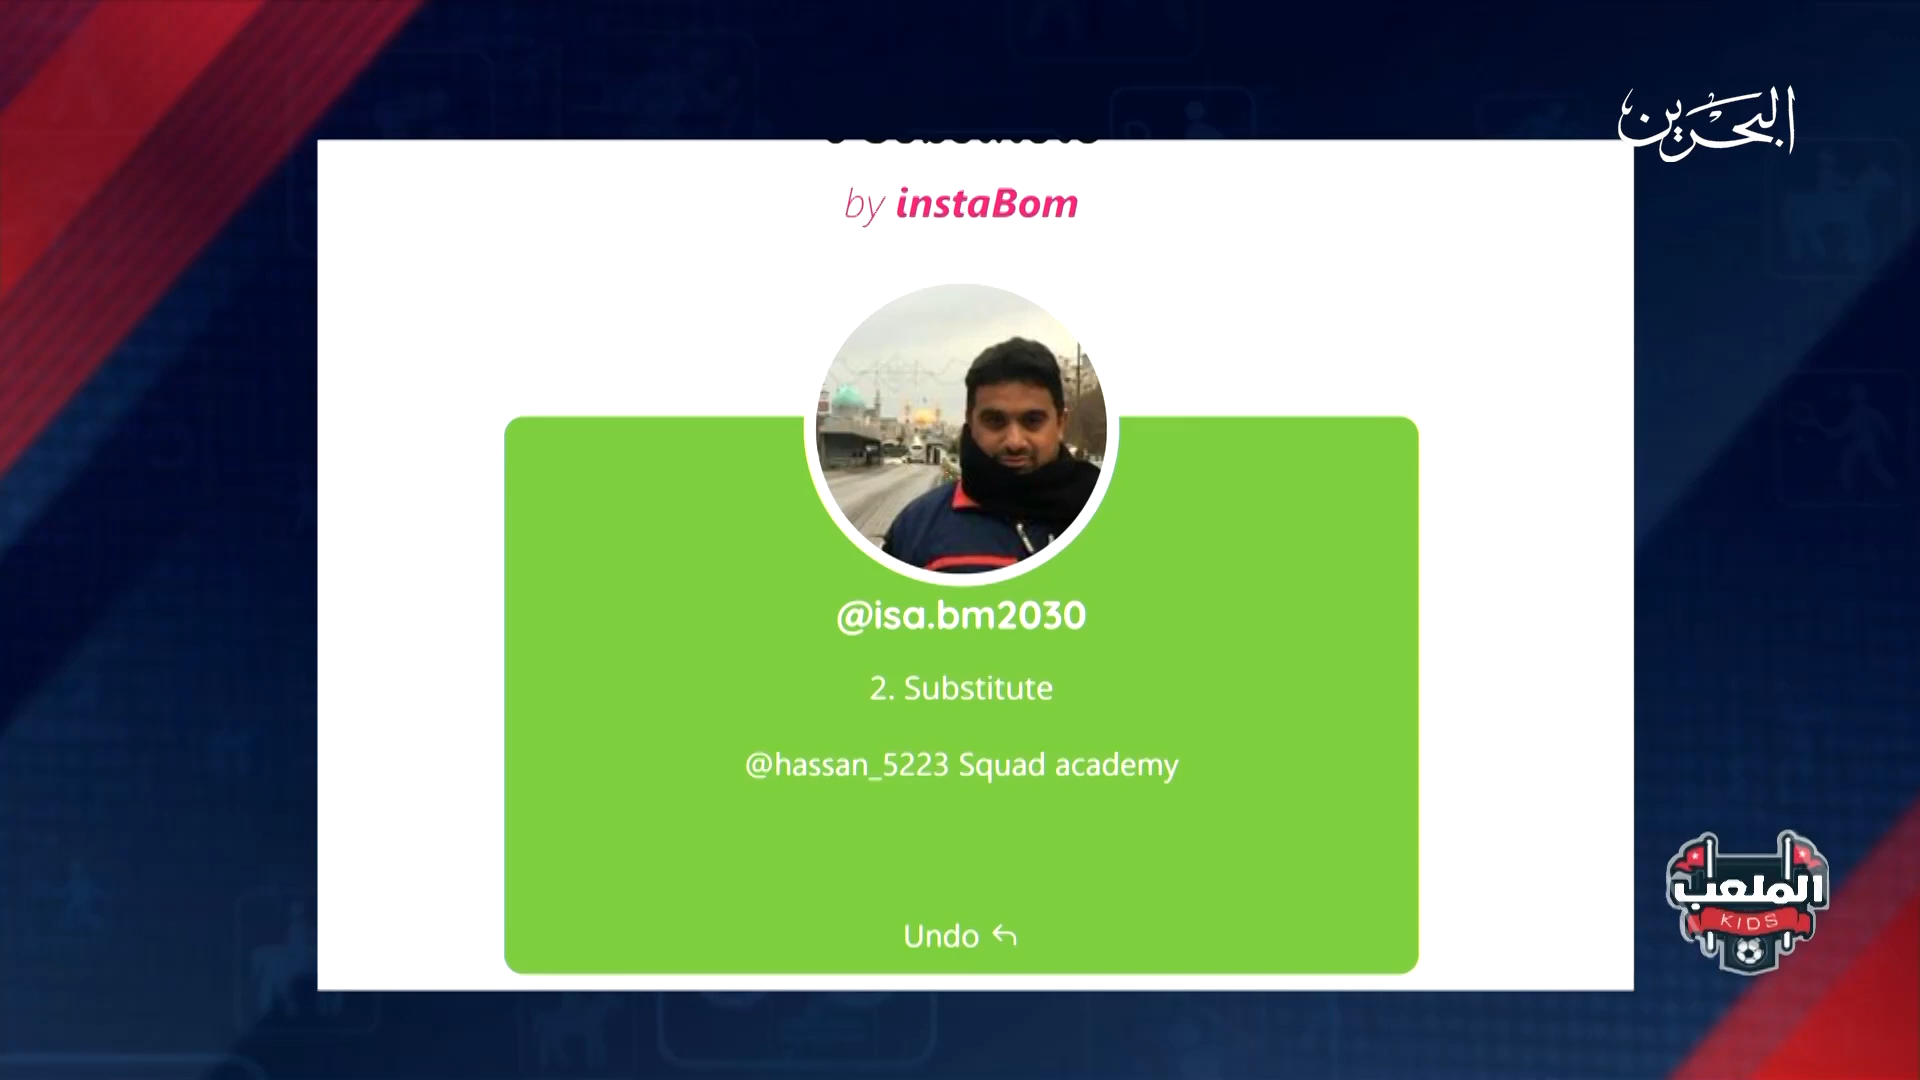 البحرين
by instaBom
@isa.bm2030
2. Substitute
@hassan_5223 Squad academy
Undo
الملعب
KIDS